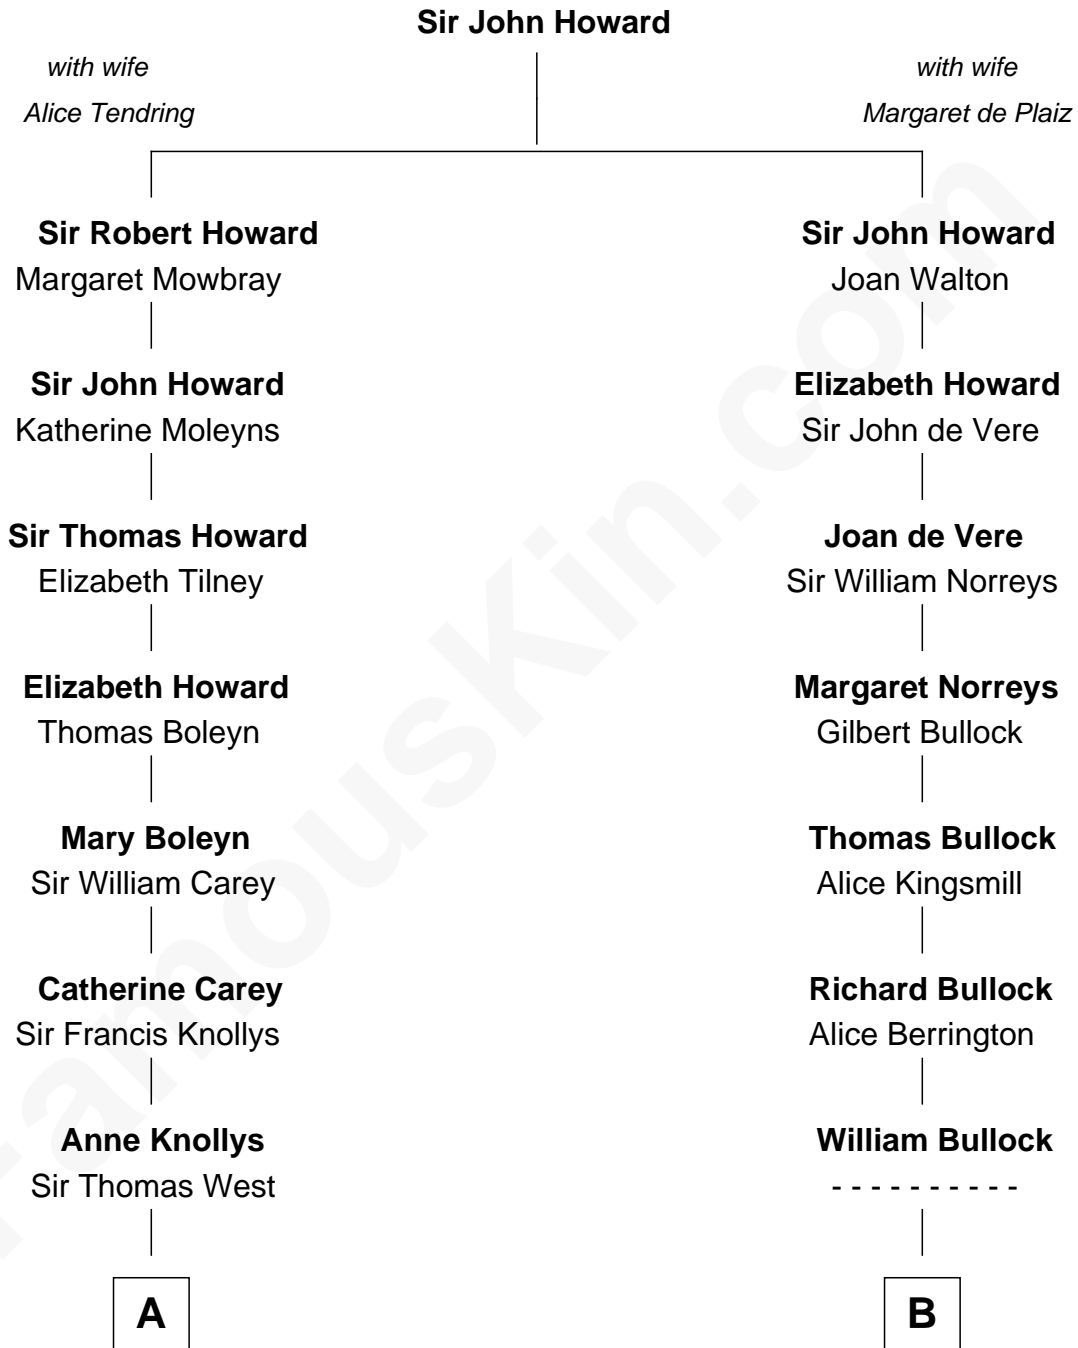 Sir John Howard
with wife
Alice Tendring
with wife
Margaret de Plaiz
Sir Robert Howard
Margaret Mowbray
Sir John Howard
Katherine Moleyns
Sir Thomas Howard
Elizabeth Tilney
Elizabeth Howard
Thomas Boleyn
Mary Boleyn
Sir William Carey
Catherine Carey
Sir Francis Knollys
Anne Knollys
Sir Thomas West
A
Sir John Howard
Joan Walton
Elizabeth Howard
Sir John de Vere
Joan de Vere
Sir William Norreys
Margaret Norreys
Gilbert Bullock
Thomas Bullock
Alice Kingsmill
Richard Bullock
Alice Berrington
William Bullock
- - - - - - - - - -
B
FamousKin.com